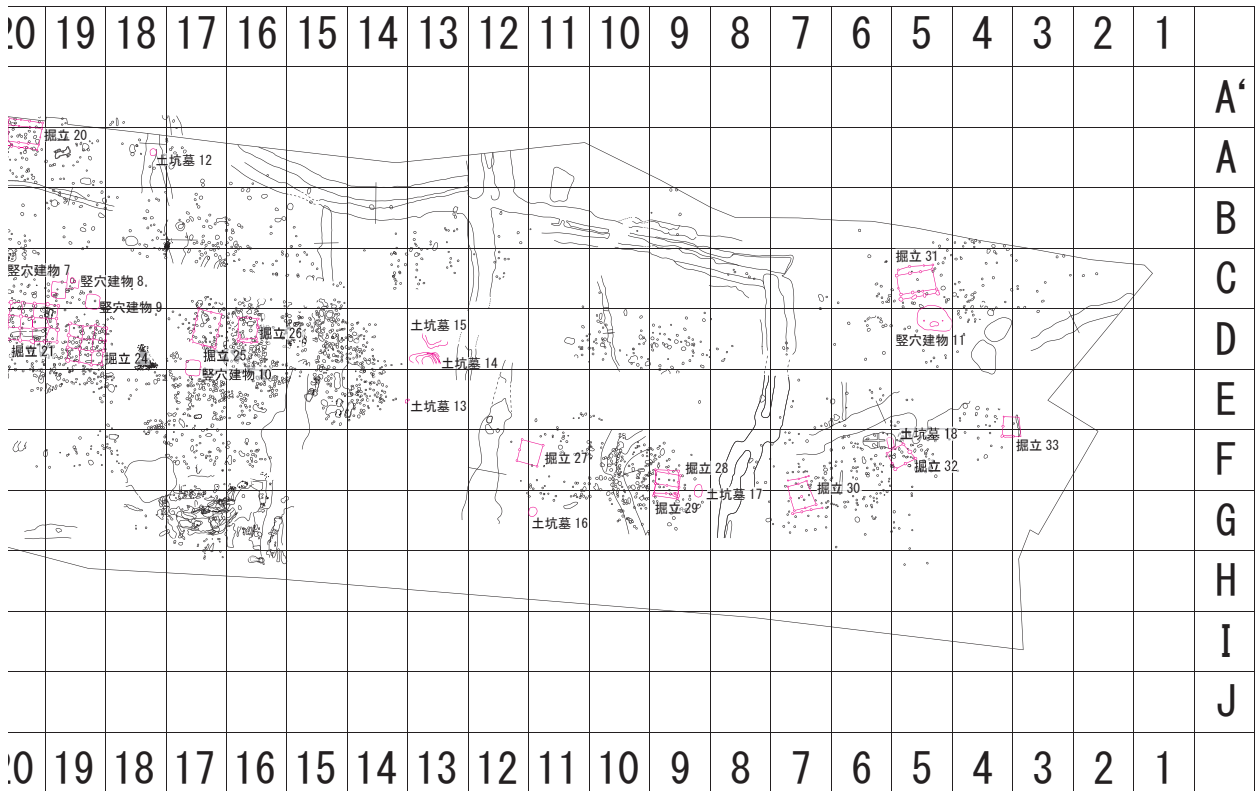 20 19 18 17 16 15 14 13 12 11 10 9 8 7 6 5 4 3 2 1
A'
掘立 20
A
土坑墓 12
B
掘立 31
竪穴建物 7
竪穴建物 8
C
竪穴建物 9
土坑墓 15
掘立 26
竪穴建物 11
D
掘立 21
掘立 24
掘立 25
土坑墓 14
竪穴建物 10
E
土坑墓 13
土坑墓 18
掘立 33
掘立 27
F
掘立 28
掘立 32
掘立 30
土坑墓 17
掘立 29
G
土坑墓 16
H
I
J
20 19 18 17 16 15 14 13 12 11 10 9 8 7 6 5 4 3 2 1